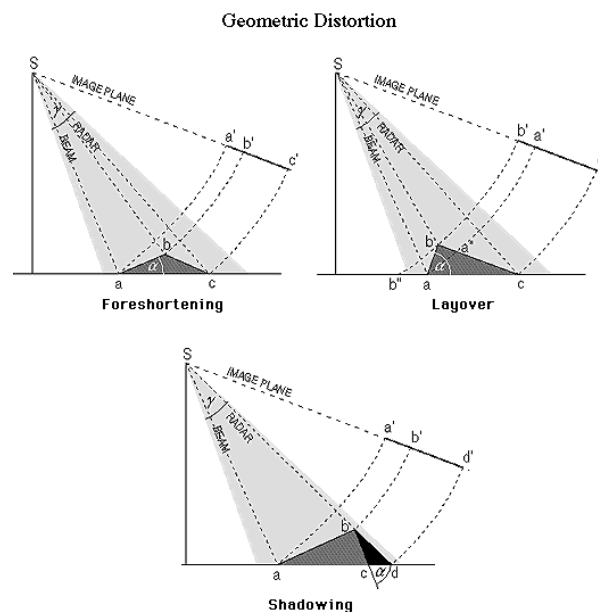 Geometric Distortion
S
IMAGE PLANE
γ
RADAR
BEAM
a' b' c'
b
α
a c
Foreshortening
S
IMAGE PLANE
γ
RADAR
BEAM
b' a'
b a"
α
b" a c
Layover
S
IMAGE PLANE
γ
RADAR
BEAM
a' b' d'
b
a c α d
Shadowing